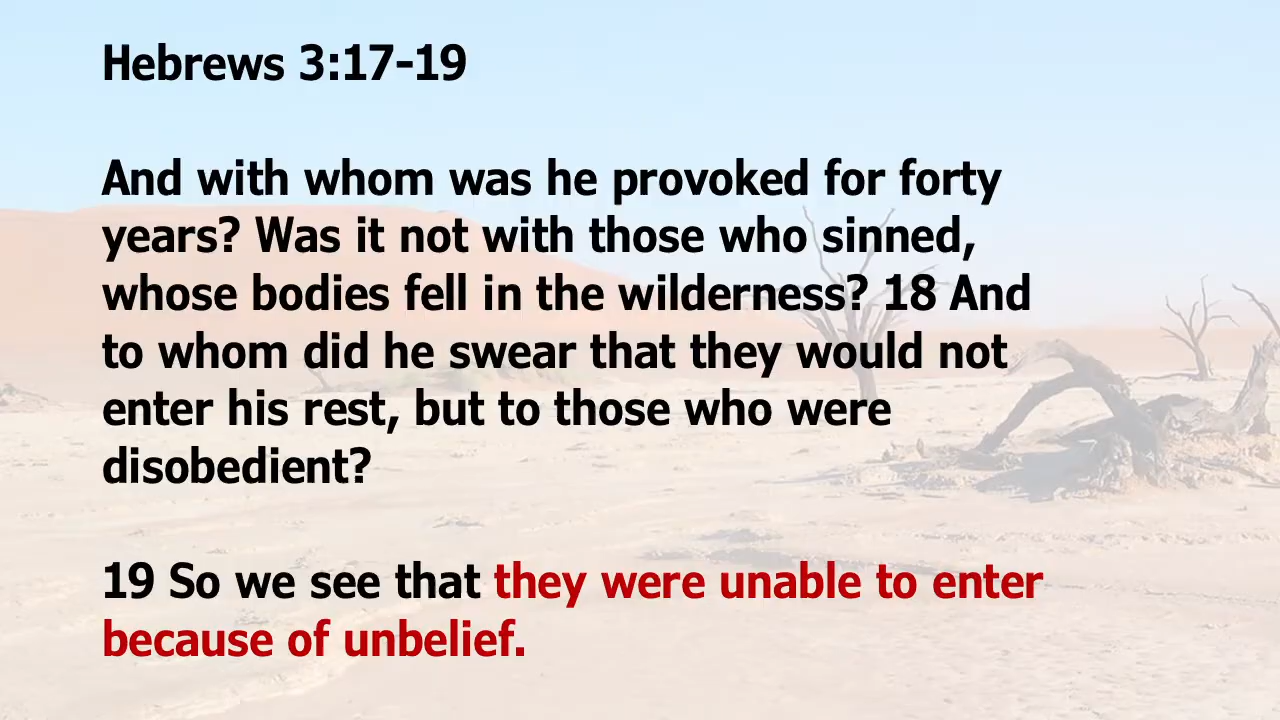 Hebrews 3:17-19
And with whom was he provoked for forty
years? Was it not with those who sinned,
whose bodies fell in the wilderness? 18 And
to whom did he swear that they would not
enter his rest, but to those who were
disobedient?
19 So we see that they were unable to enter
because of unbelief.